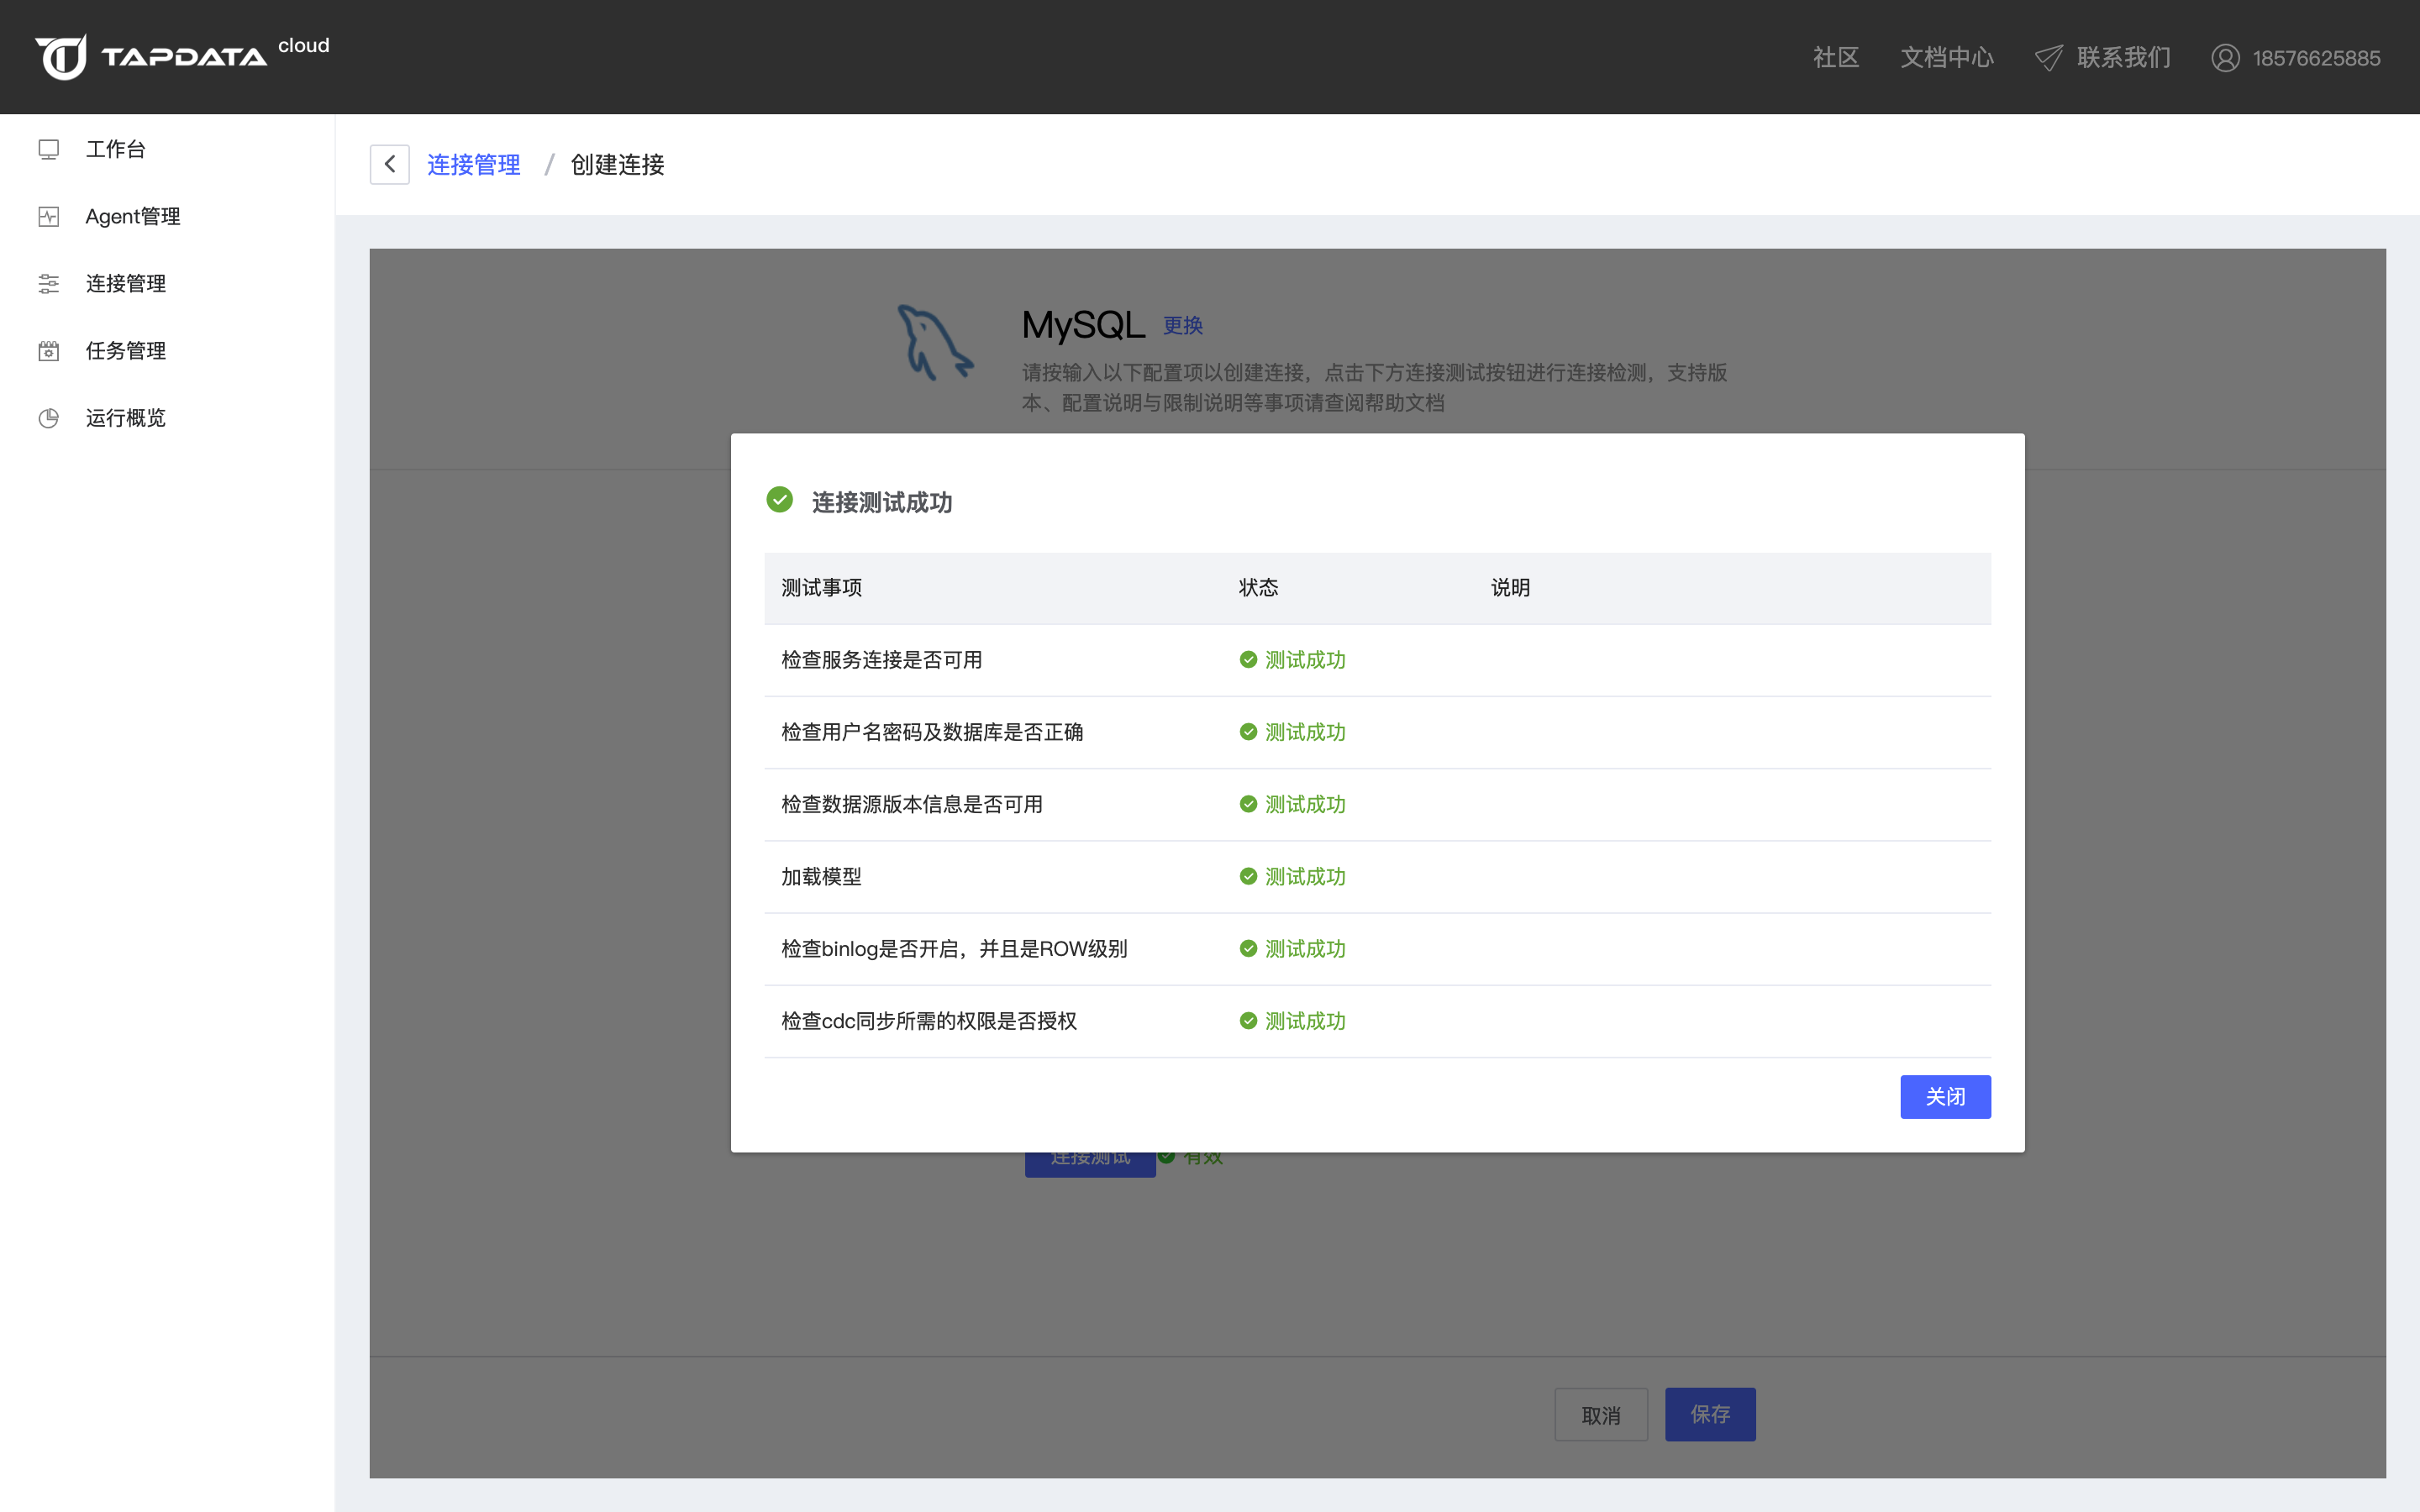 TAPDATA cloud
社区 文档中心 联系我们 18576625885
工作台
Agent管理
连接管理
任务管理
运行概览
连接管理 / 创建连接
MySQL 更换
请按输入以下配置项以创建连接，点击下方连接测试按钮进行连接检测，支持版
本、配置说明与限制说明等事项请查阅帮助文档
连接测试成功
测试事项 状态 说明
检查服务连接是否可用 测试成功
检查用户名密码及数据库是否正确 测试成功
检查数据源版本信息是否可用 测试成功
加载模型 测试成功
检查binlog是否开启，并且是ROW级别 测试成功
检查cdc同步所需的权限是否授权 测试成功
关闭
连接测试 有效
取消 保存